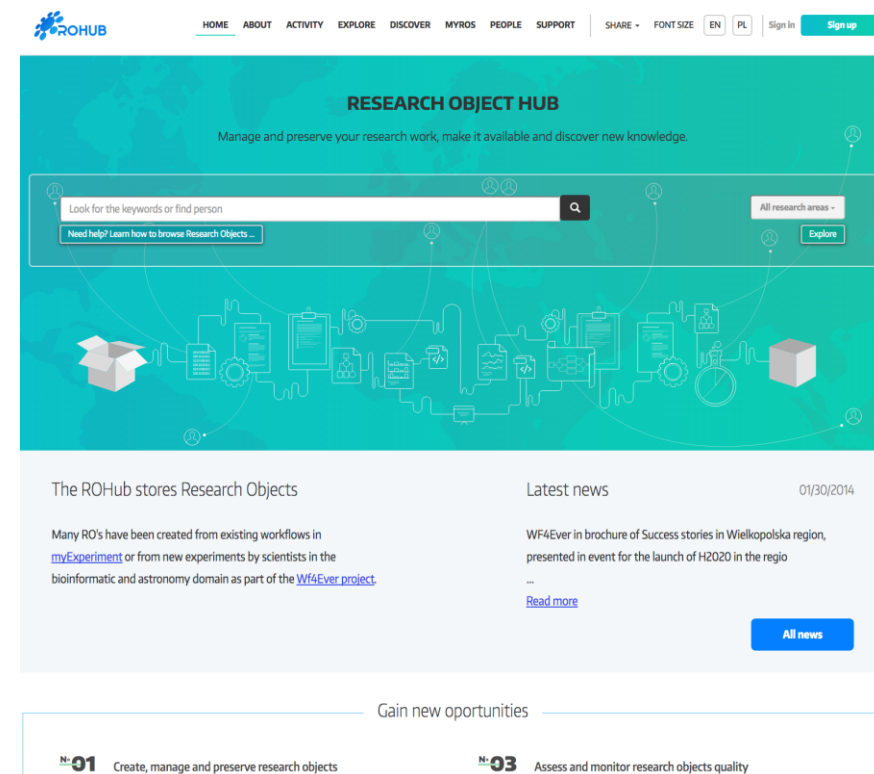 ROHUB
HOME ABOUT ACTIVITY EXPLORE DISCOVER MYROS PEOPLE SUPPORT SHARE FONT SIZE EN PL Sign in Sign up
RESEARCH OBJECT HUB
Manage and preserve your research work, make it available and discover new knowledge.
Look for the keywords or find person
All research areas
Need help? Learn how to browse Research Objects ...
Explore
The ROHub stores Research Objects
Many RO's have been created from existing workflows in
myExperiment or from new experiments by scientists in the
bioinformatic and astronomy domain as part of the Wf4Ever project.
Latest news 01/30/2014
WF4Ever in brochure of Success stories in Wielkopolska region,
presented in event for the launch of H2020 in the regio
...
Read more
All news
Gain new oportunities
N-01 Create, manage and preserve research objects
N-03 Assess and monitor research objects quality